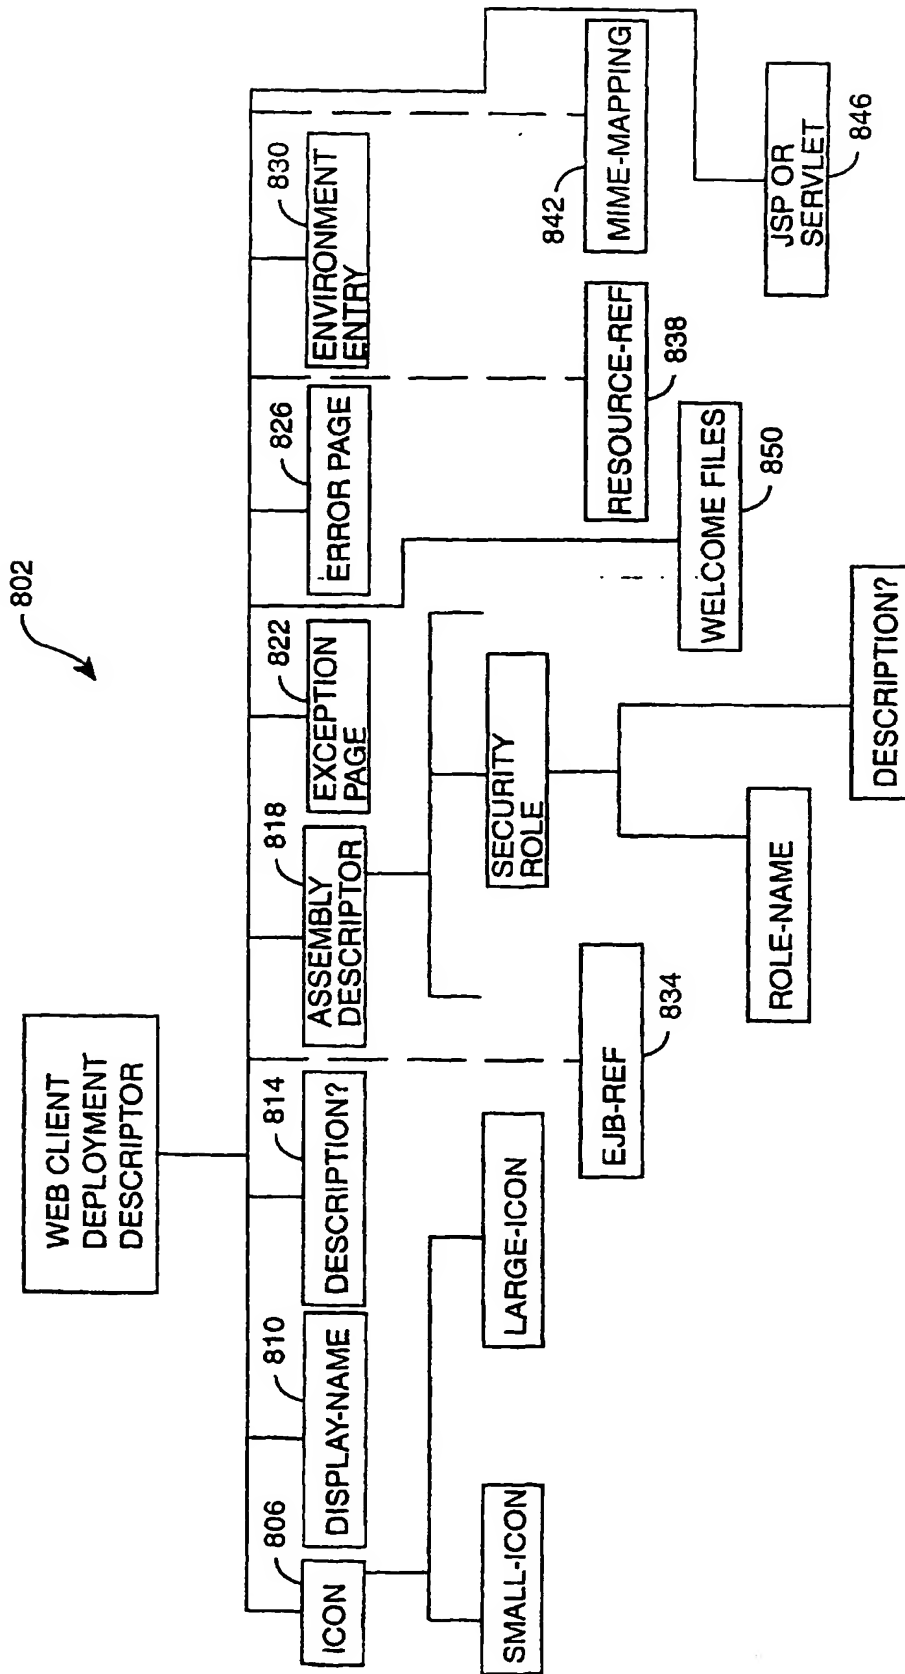 802
WEB CLIENT
DEPLOYMENT
DESCRIPTOR
806
810
814
818
822
826
830
ICON
DISPLAY-NAME
DESCRIPTION?
ASSEMBLY
DESCRIPTOR
EXCEPTION
PAGE
ERROR PAGE
ENVIRONMENT
ENTRY
SMALL-ICON
LARGE-ICON
SECURITY
ROLE
EJB-REF
834
RESOURCE-REF
838
842
MIME-MAPPING
WELCOME FILES
850
JSP OR
SERVLET
846
ROLE-NAME
DESCRIPTION?